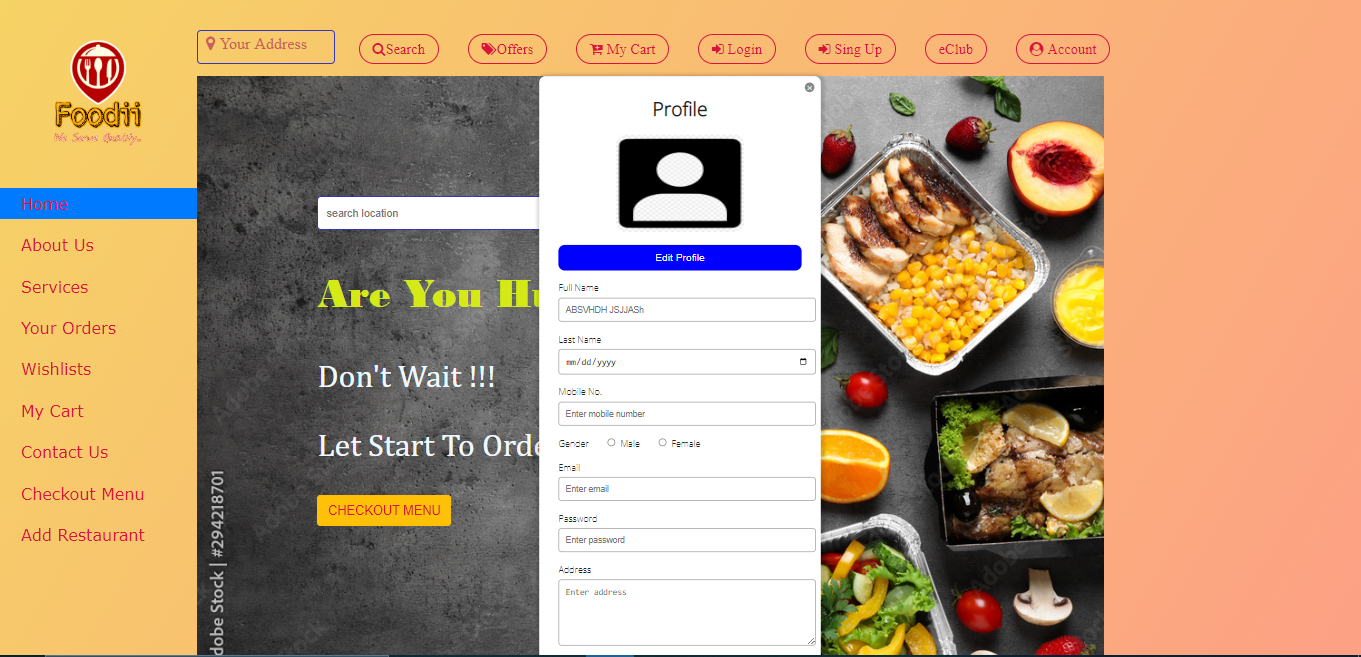 Your Address
Search
Offers
My Cart
Login
Sing Up
eClub
Account
Foodiii
Home
About Us
Services
Your Orders
Wishlists
My Cart
Contact Us
Checkout Menu
Add Restaurant
search location
Are You Hu
Don't Wait !!!
Let Start To Orde
CHECKOUT MENU
dobe Stock | #294218701
Profile
Edit Profile
Full Name
ABSVHDH JSJJASh
Last Name
mm/dd/yyyy
Mobile No.
Enter mobile number
Gender Male Female
Email
Enter email
Password
Enter password
Address
Enter address